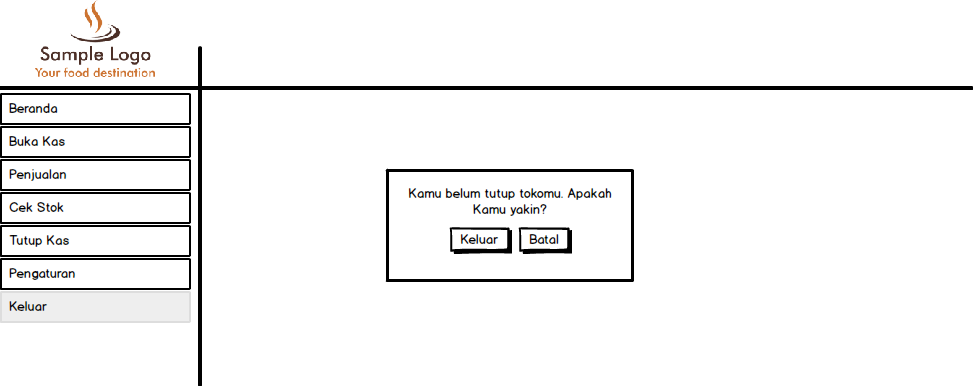 Sample Logo
Your food destination
Beranda
Buka Kas
Penjualan
Cek Stok
Tutup Kas
Pengaturan
Keluar
Kamu belum tutup tokomu. Apakah
Kamu yakin?
Keluar Batal